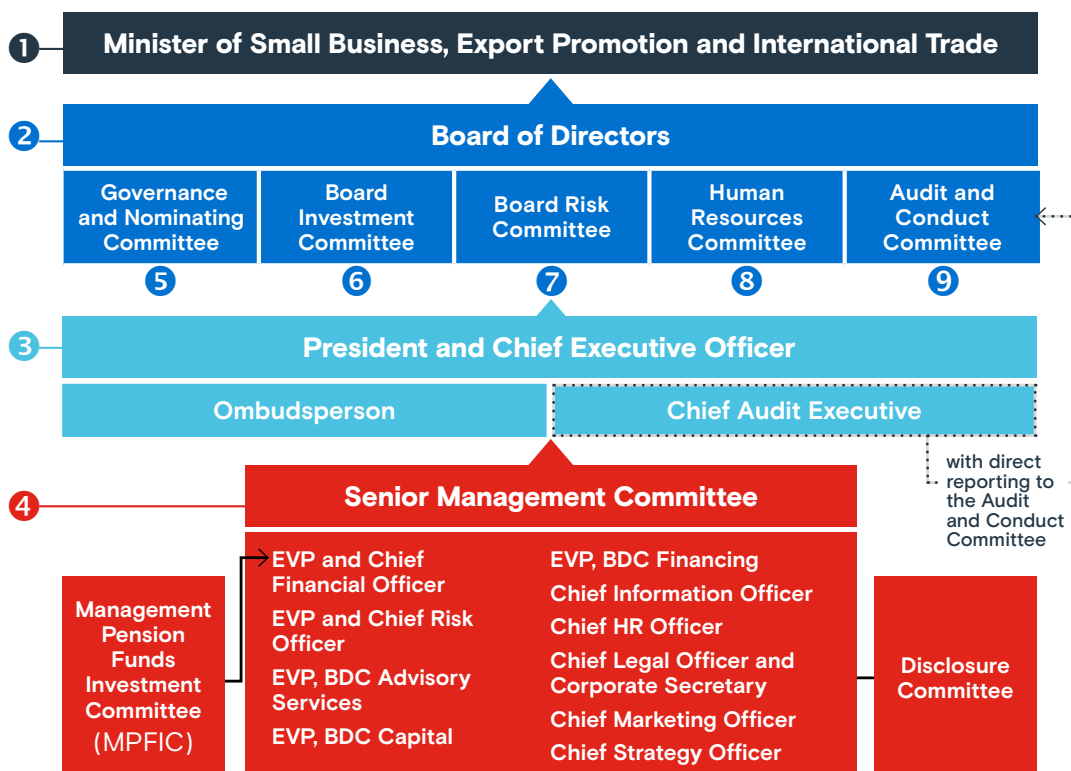 1
Minister of Small Business, Export Promotion and International Trade
2
Board of Directors
Governance
and Nominating
Committee
Board
Investment
Committee
Board Risk
Committee
Human
Resources
Committee
Audit and
Conduct
Committee
5
6
7
8
9
3
President and Chief Executive Officer
Ombudsperson
Chief Audit Executive
with direct
reporting to
the Audit
and Conduct
Committee
4
Senior Management Committee
EVP and Chief
Financial Officer
EVP and Chief Risk
Officer
EVP, BDC Advisory
Services
EVP, BDC Capital
EVP, BDC Financing
Chief Information Officer
Chief HR Officer
Chief Legal Officer and
Corporate Secretary
Chief Marketing Officer
Chief Strategy Officer
Management
Pension
Funds
Investment
Committee
(MPFIC)
Disclosure
Committee